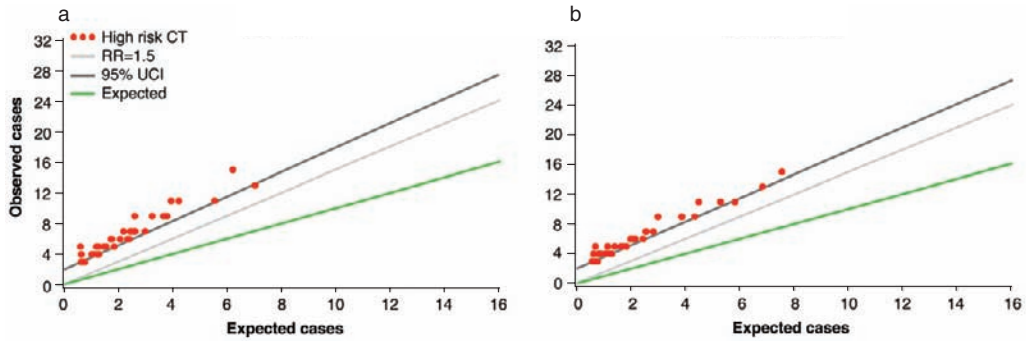 a
High risk CT
RR=1.5
95% UCI
Expected
Observed cases
32
28
24
20
16
12
8
4
0
0 2 4 6 8 10 12 14 16
Expected cases
b
32
28
24
20
16
12
8
4
0
0 2 4 6 8 10 12 14 16
Expected cases